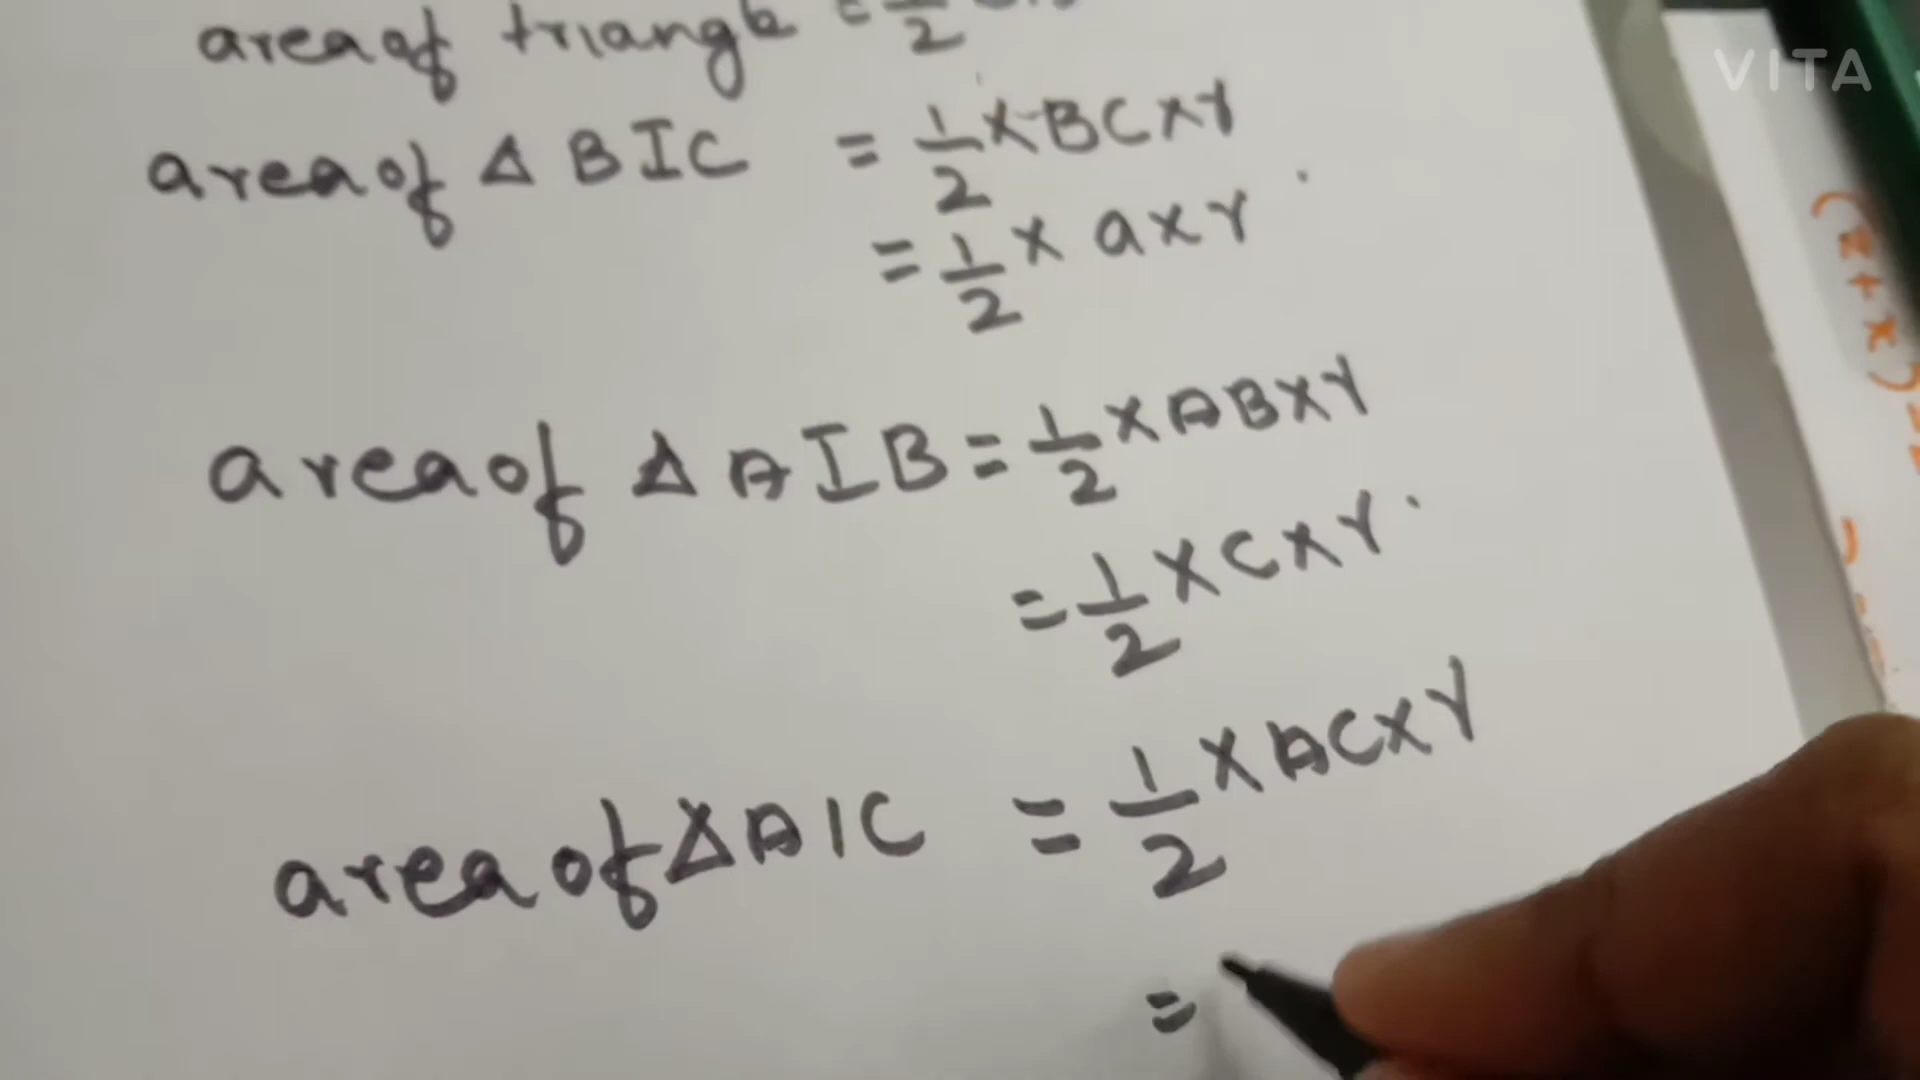 area of triangle = 1/2
VITA
area of Δ BIC = 1/2 × BC × r
= 1/2 × a × r
area of Δ AIB = 1/2 × AB × r
= 1/2 × c × r
area of Δ AIC = 1/2 × AC × r
=